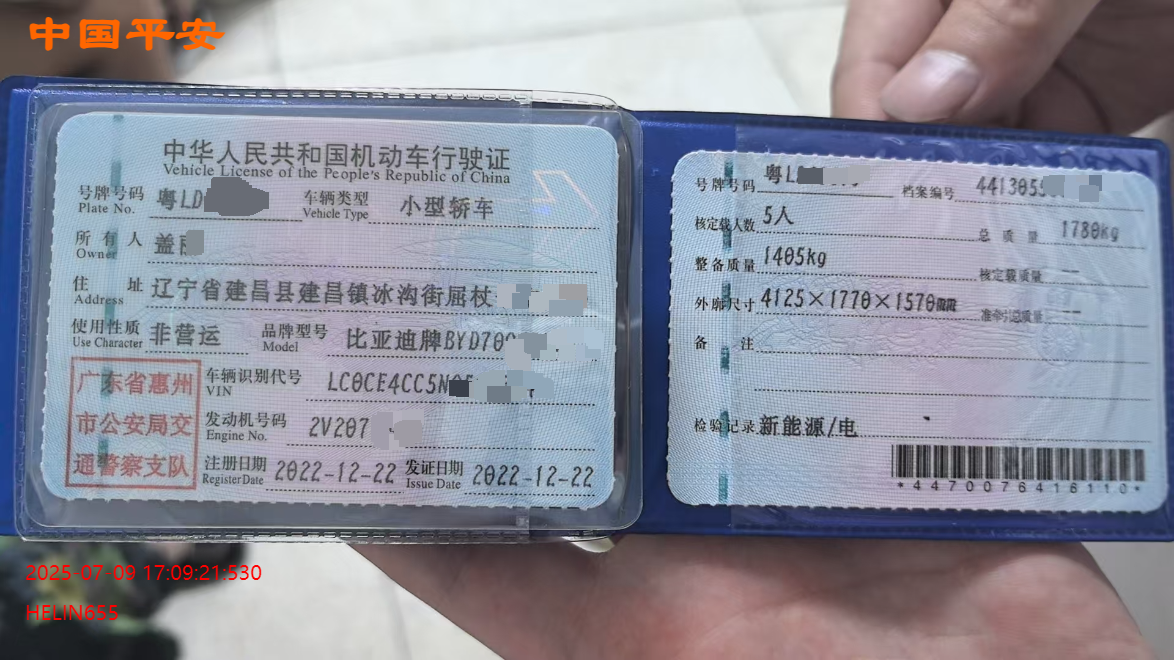 中国平安
中华人民共和国机动车行驶证
Vehicle License of the People's Republic of China
号牌号码 粤LD 车辆类型 小型轿车
Plate No. Vehicle Type
所有人 盖
Owner
住址 辽宁省建昌县建昌镇冰沟街屈杖
Address
使用性质 非营运 品牌型号 比亚迪牌BYD70
Use Character Model
广东省惠州
市公安局交
通警察支队
车辆识别代号 LC0CE4CC5N
VIN
发动机号码 2V207
Engine No.
注册日期 2022-12-22 发证日期 2022-12-22
Register Date Issue Date
号牌号码 粤L 档案编号 4413055
核定载人数 5人 总质量 1780kg
整备质量 1405kg 核定载质量 --
外廓尺寸 4125×1770×1570 准牵引总质量 --
备注
检验记录 新能源/电
*4470076416110*
2025-07-09 17:09:21:530
HELIN655